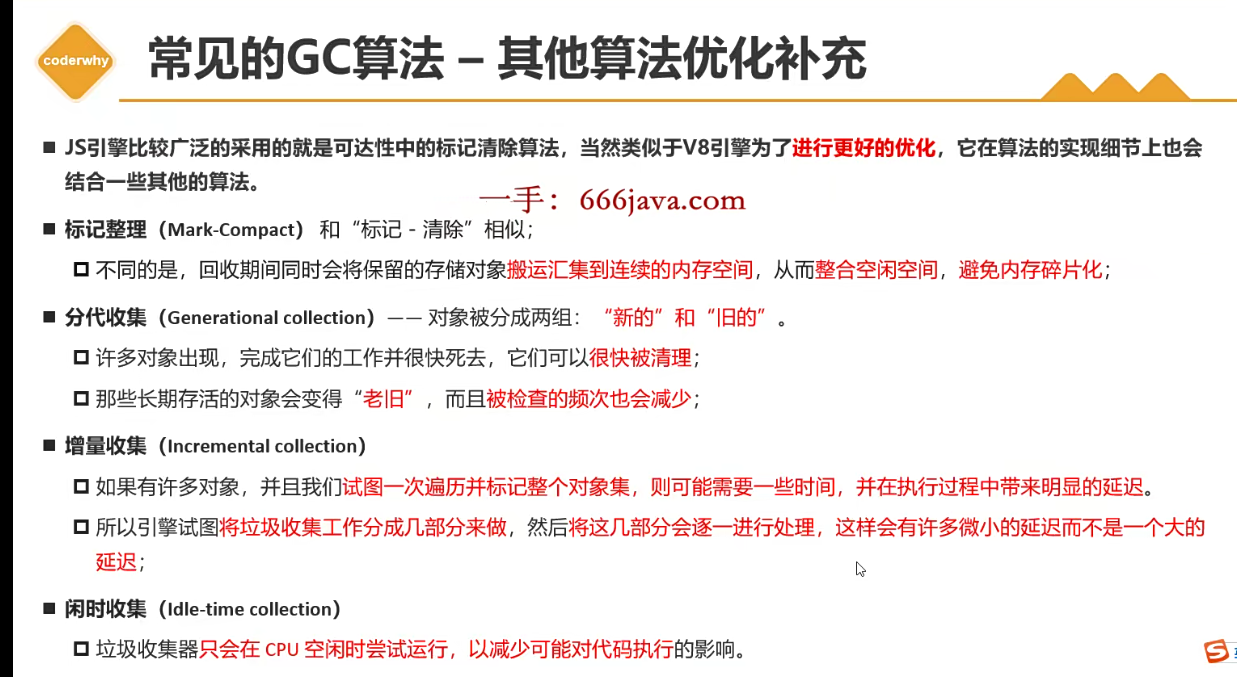 coderwhy
常见的GC算法 – 其他算法优化补充
JS引擎比较广泛的采用的就是可达性中的标记清除算法，当然类似于V8引擎为了进行更好的优化，它在算法的实现细节上也会
结合一些其他的算法。
一手：666java.com
标记整理（Mark-Compact） 和“标记－清除”相似；
不同的是，回收期间同时会将保留的存储对象搬运汇集到连续的内存空间，从而整合空闲空间，避免内存碎片化；
分代收集（Generational collection）—— 对象被分成两组：“新的”和“旧的”。
许多对象出现，完成它们的工作并很快死去，它们可以很快被清理；
那些长期存活的对象会变得“老旧”，而且被检查的频次也会减少；
增量收集（Incremental collection）
如果有许多对象，并且我们试图一次遍历并标记整个对象集，则可能需要一些时间，并在执行过程中带来明显的延迟。
所以引擎试图将垃圾收集工作分成几部分来做，然后将这几部分会逐一进行处理，这样会有许多微小的延迟而不是一个大的
延迟；
闲时收集（Idle-time collection）
垃圾收集器只会在 CPU 空闲时尝试运行，以减少可能对代码执行的影响。
S